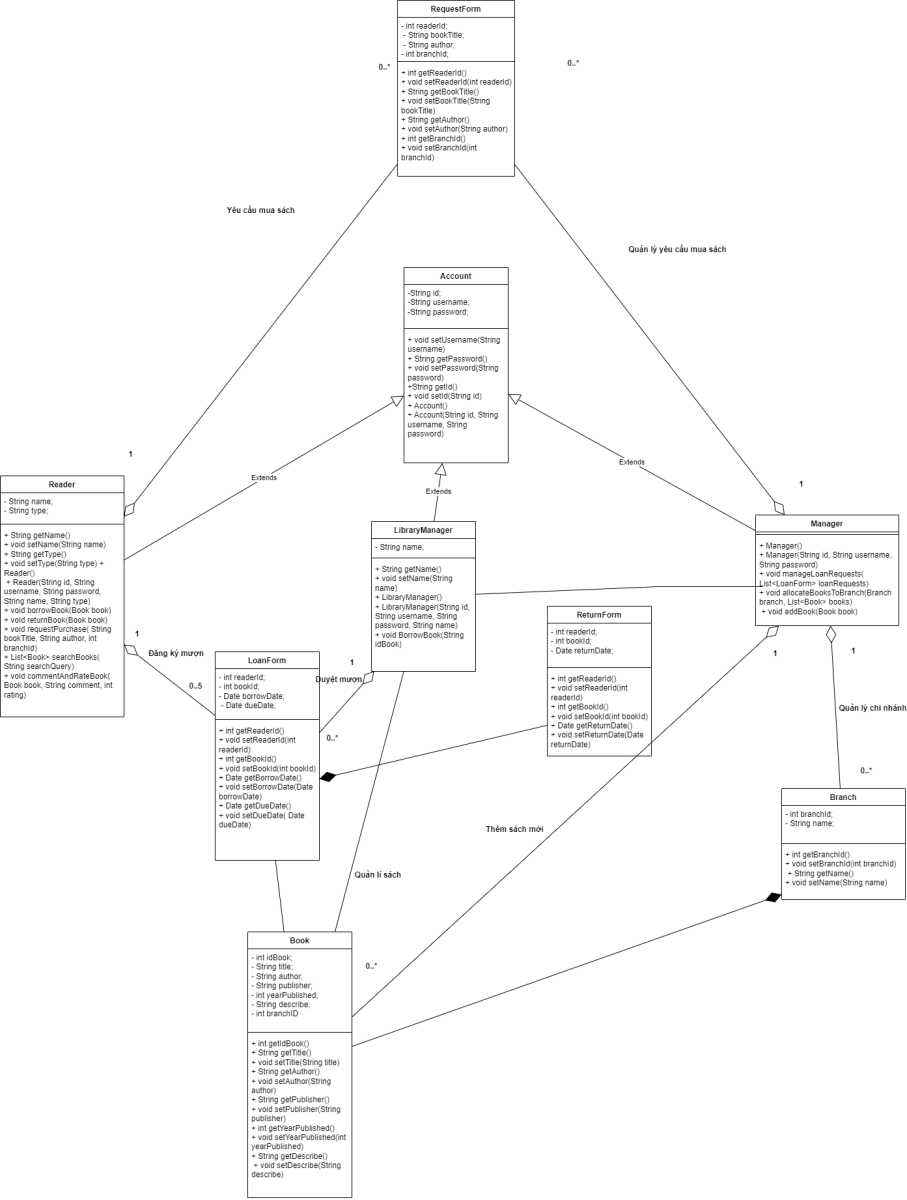 RequestForm
- int readerId;
- String bookTitle;
- String author;
- int branchId;
+ int getReaderId()
+ void setReaderId(int readerId)
+ String getBookTitle()
+ void setBookTitle(String
bookTitle)
+ String getAuthor()
+ void setAuthor(String author)
+ int getBranchId()
+ void setBranchId(int
branchId)
0..*
0..*
Yêu cầu mua sách
Quản lý yêu cầu mua sách
Account
-String id;
-String username;
-String password;
+ void setUsername(String
username)
+ String getPassword()
+ void setPassword(String
password)
+String getId()
+ void setId(String id)
+ Account()
+ Account(String id, String
username, String
password)
1
Extends
Extends
Extends
1
Reader
- String name;
- String type;
+ String getName()
+ void setName(String name)
+ String getType()
+ void setType(String type) +
Reader()
+ Reader(String id, String
username, String password,
String name, String type)
+ void borrowBook(Book book)
+ void returnBook(Book book)
+ void requestPurchase( String
bookTitle, String author, int
branchId)
+ List<Book> searchBooks(
String searchQuery)
+ void commentAndRateBook(
Book book, String comment, int
rating)
LibraryManager
- String name;
+ String getName()
+ void setName(String
name)
+ LibraryManager()
+ LibraryManager(String id,
String username, String
password, String name)
+ void BorrowBook(String
idBook)
Manager
+ Manager()
+ Manager(String id, String username,
String password)
+ void manageLoanRequests(
List<LoanForm> loanRequests)
+ void allocateBooksToBranch(Branch
branch, List<Book> books)
+ void addBook(Book book)
ReturnForm
- int readerId;
- int bookId;
- Date returnDate;
+ int getReaderId()
+ void setReaderId(int
readerId)
+ int getBookId()
+ void setBookId(int bookId)
+ Date getReturnDate()
+ void setReturnDate(Date
returnDate)
1
Đăng ký mượn
0..5
LoanForm
- int readerId;
- int bookId;
- Date borrowDate;
- Date dueDate;
+ int getReaderId()
+ void setReaderId(int
readerId)
+ int getBookId()
+ void setBookId(int bookId)
+ Date getBorrowDate()
+ void setBorrowDate(Date
borrowDate)
+ Date getDueDate()
+ void setDueDate( Date
dueDate)
1
Duyệt mượn
0..*
1
1
Quản lý chi nhánh
0..*
Branch
- int branchId;
- String name;
+ int getBranchId()
+ void setBranchId(int branchId)
+ String getName()
+ void setName(String name)
Thêm sách mới
Quản lí sách
0..*
Book
- int idBook;
- String title;
- String author;
- String publisher;
- int yearPublished;
- String describe;
- int branchID
+ int getIdBook()
+ String getTitle()
+ void setTitle(String title)
+ String getAuthor()
+ void setAuthor(String
author)
+ String getPublisher()
+ void setPublisher(String
publisher)
+ int getYearPublished()
+ void setYearPublished(int
yearPublished)
+ String getDescribe()
+ void setDescribe(String
describe)